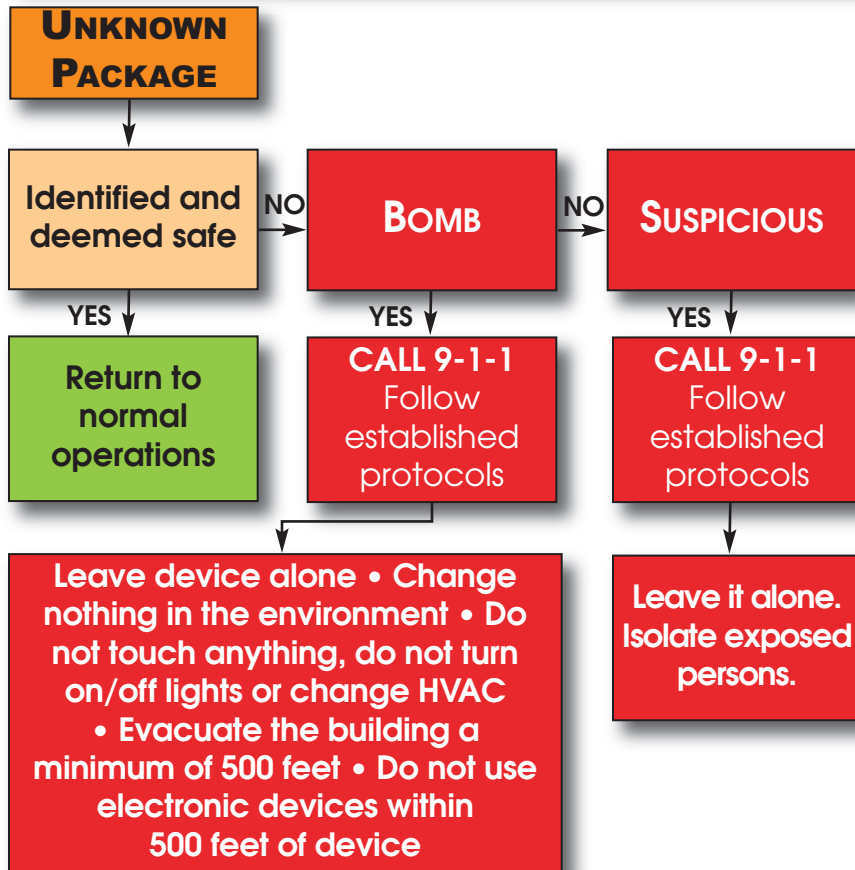 UNKNOWN
PACKAGE
Identified and
deemed safe
NO
BOMB
NO
SUSPICIOUS
YES
Return to
normal
operations
YES
CALL 9-1-1
Follow
established
protocols
YES
CALL 9-1-1
Follow
established
protocols
Leave device alone • Change
nothing in the environment • Do
not touch anything, do not turn
on/off lights or change HVAC
• Evacuate the building a
minimum of 500 feet • Do not use
electronic devices within
500 feet of device
Leave it alone.
Isolate exposed
persons.